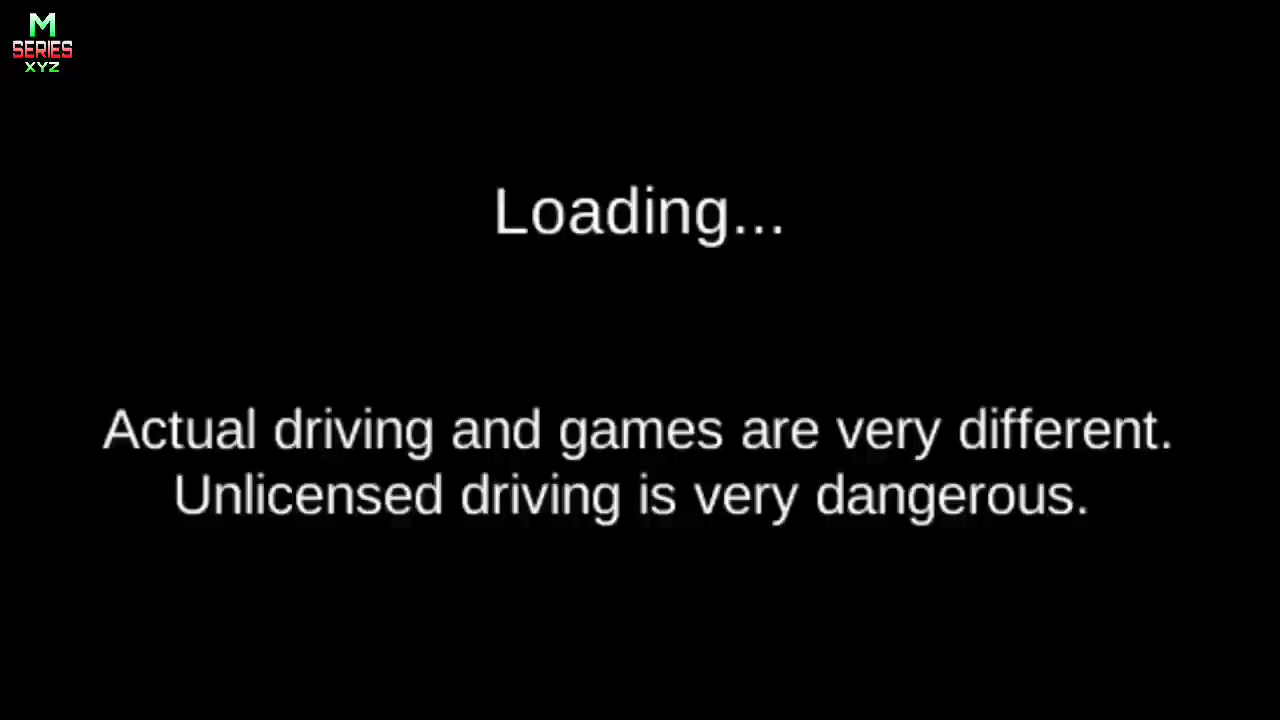 M
SERIES
XYZ
Loading...
Actual driving and games are very different.
Unlicensed driving is very dangerous.